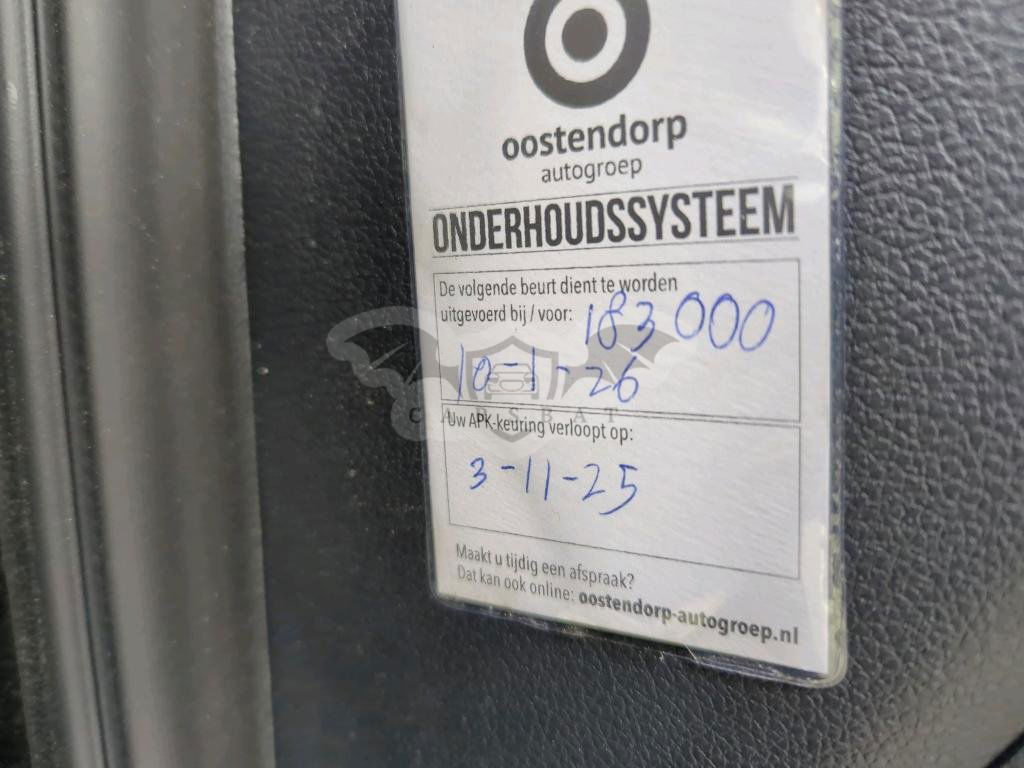 oostendorp
autogroep
ONDERHOUDSSYSTEEM
De volgende beurt dient te worden
uitgevoerd bij / voor: 183000
10-1-26
CARSBAT
Uw APK-keuring verloopt op:
3-11-25
Maakt u tijdig een afspraak?
Dat kan ook online: oostendorp-autogroep.nl